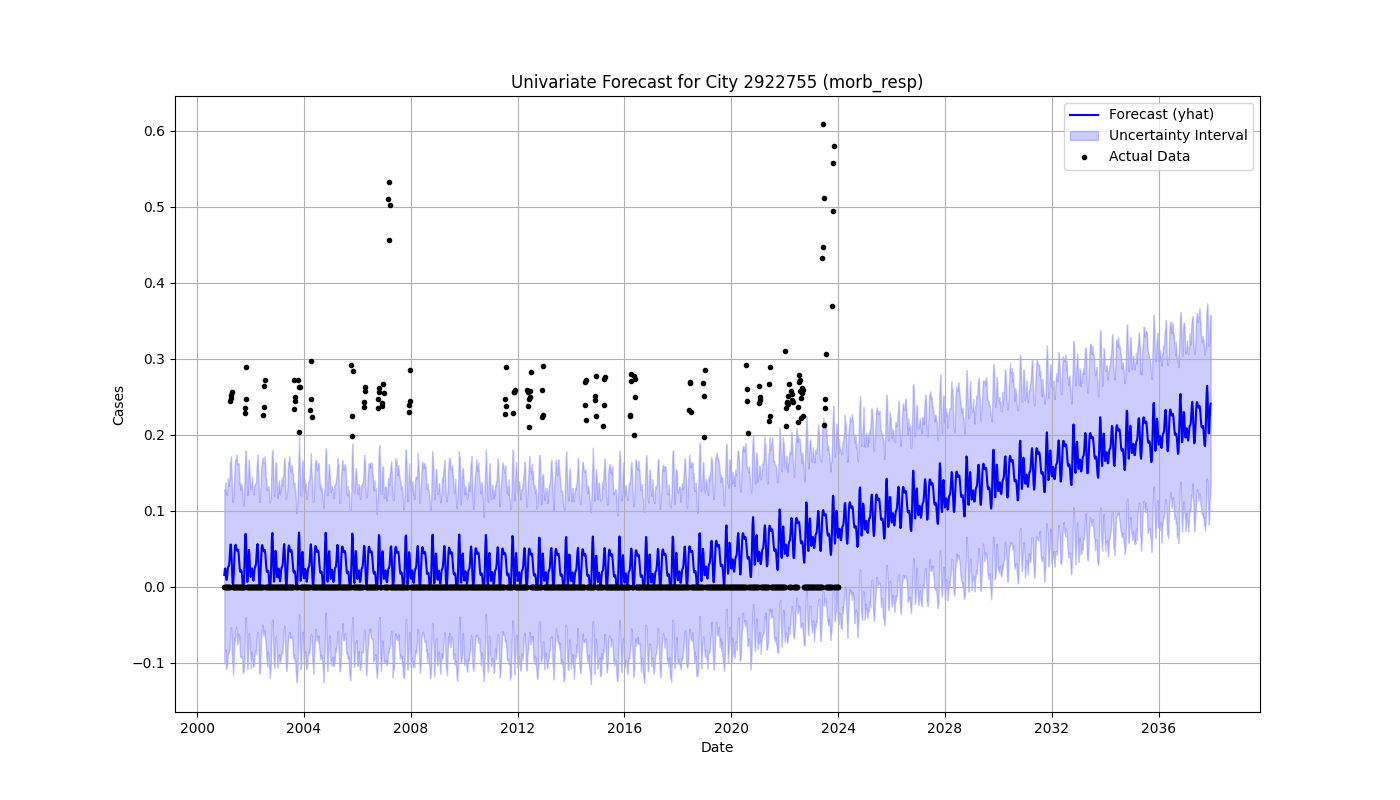 Univariate Forecast for City 2922755 (morb_resp)
Forecast (yhat)
Uncertainty Interval
Actual Data
Cases
0.6
0.5
0.4
0.3
0.2
0.1
0.0
−0.1
2000 2004 2008 2012 2016 2020 2024 2028 2032 2036
Date